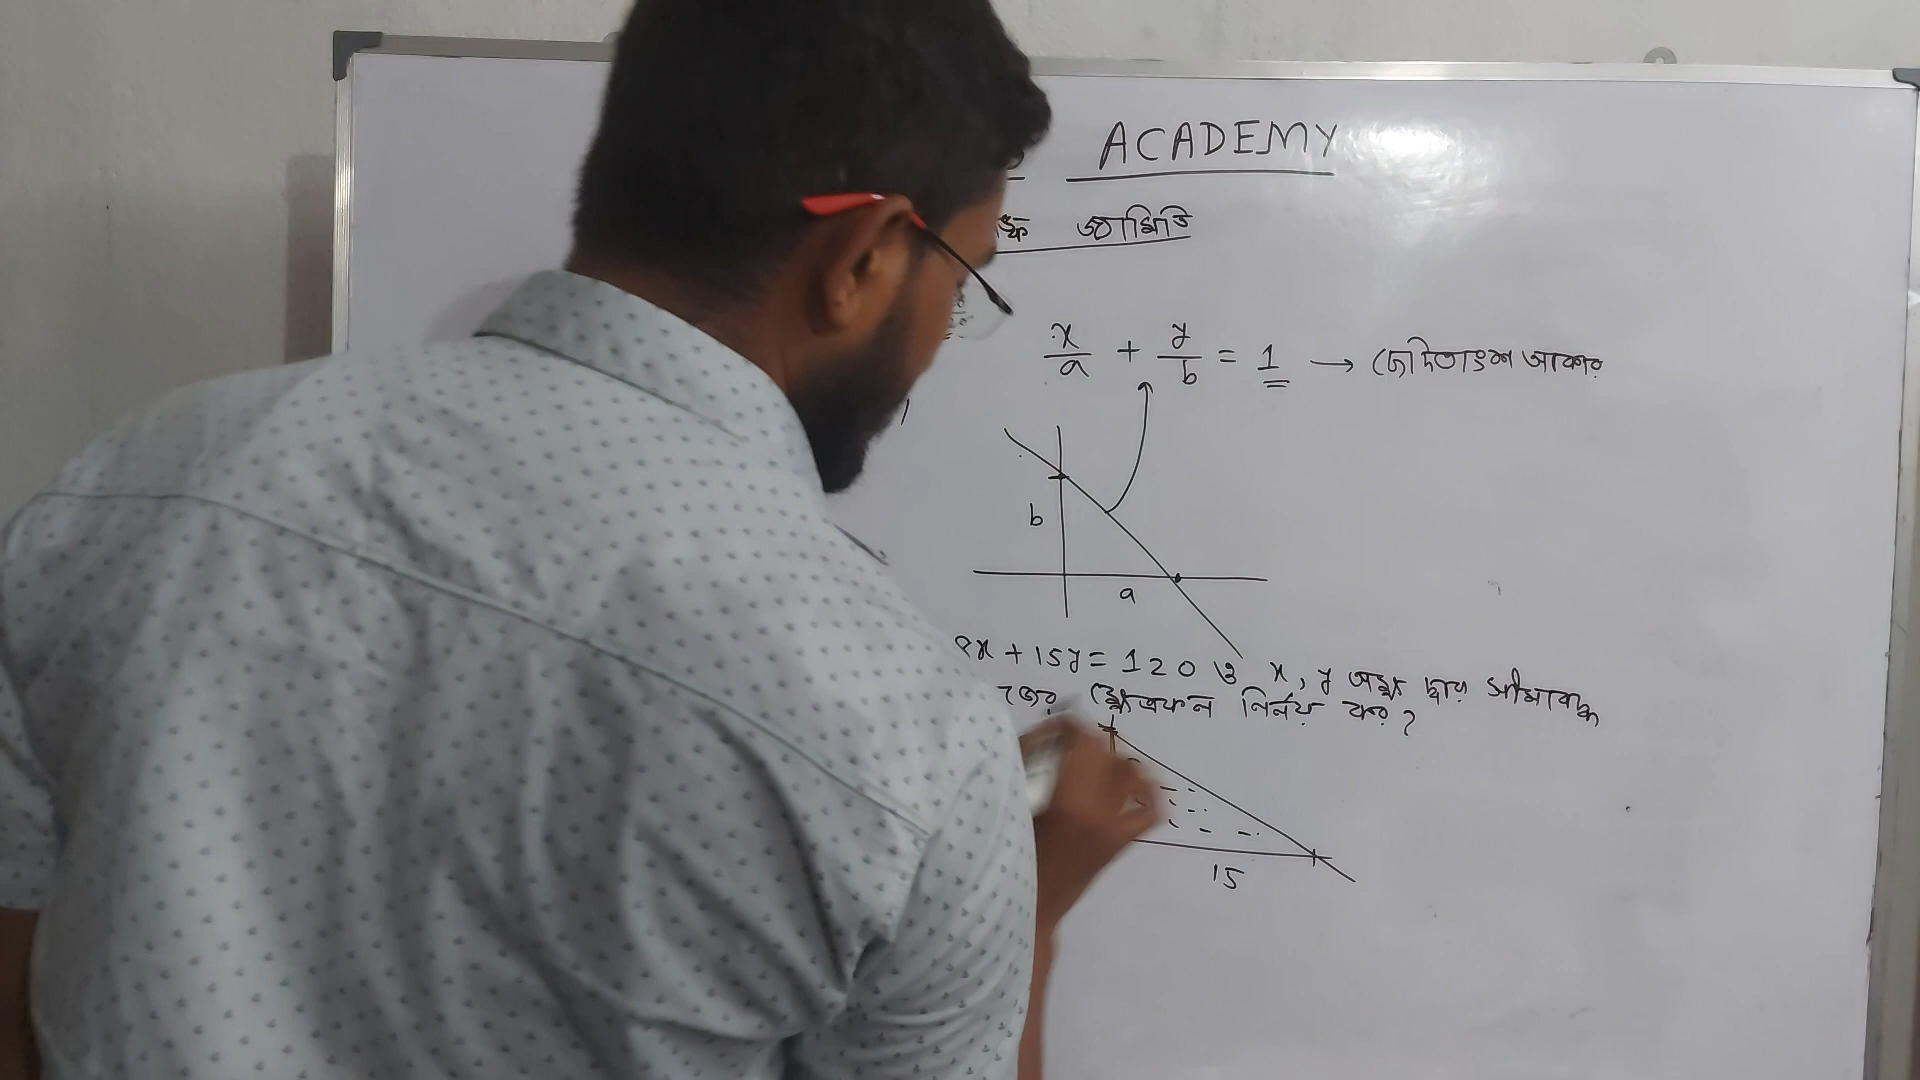 ACADEMY
জ্যামিতি
x/a + y/b = 1 → ছেদিতাংশ আকার
b
a
8x + 15y = 120 ও x, y অক্ষ দ্বারা সীমাবদ্ধ
ক্ষেত্রফল নির্ণয় কর?
15